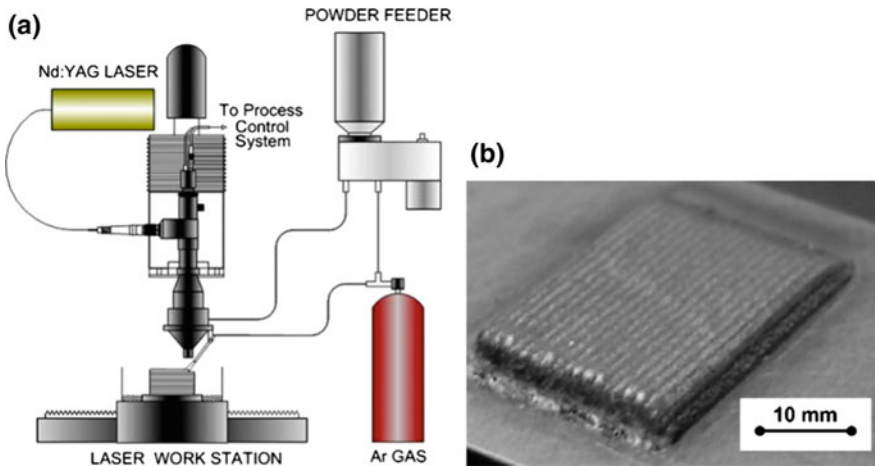 (a)
POWDER FEEDER
Nd:YAG LASER
To Process
Control
System
LASER WORK STATION
Ar GAS
(b)
10 mm